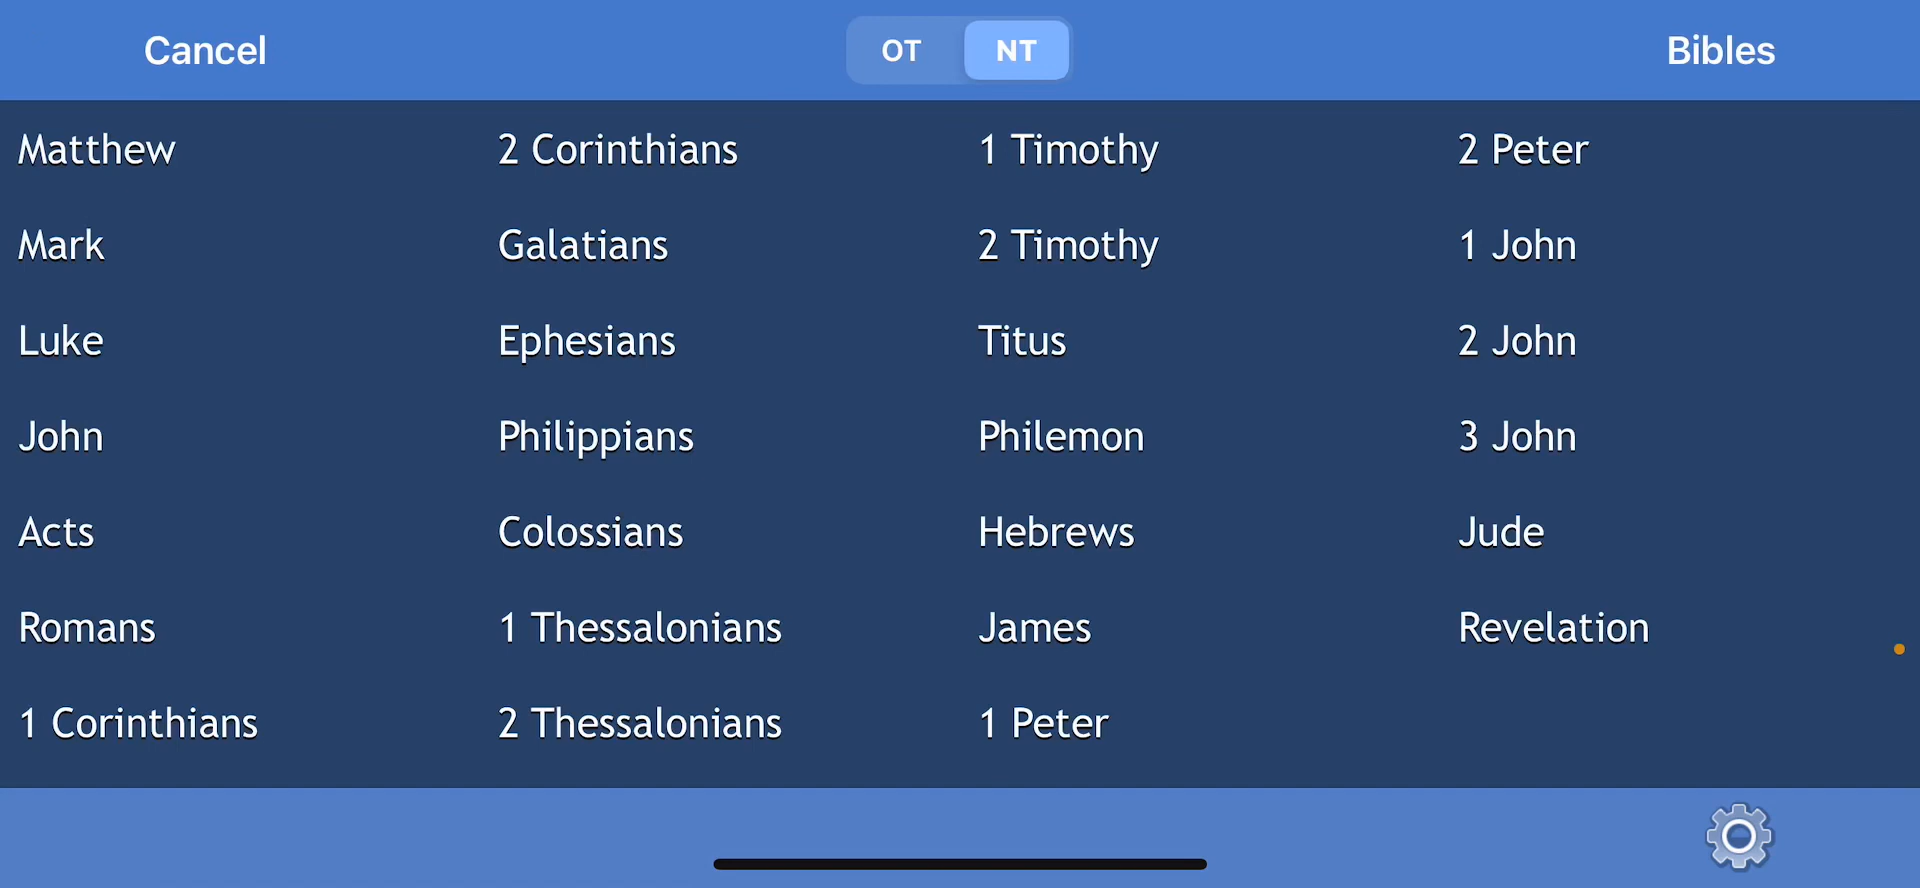 Cancel
OT NT
Bibles
Matthew
Mark
Luke
John
Acts
Romans
1 Corinthians
2 Corinthians
Galatians
Ephesians
Philippians
Colossians
1 Thessalonians
2 Thessalonians
1 Timothy
2 Timothy
Titus
Philemon
Hebrews
James
1 Peter
2 Peter
1 John
2 John
3 John
Jude
Revelation